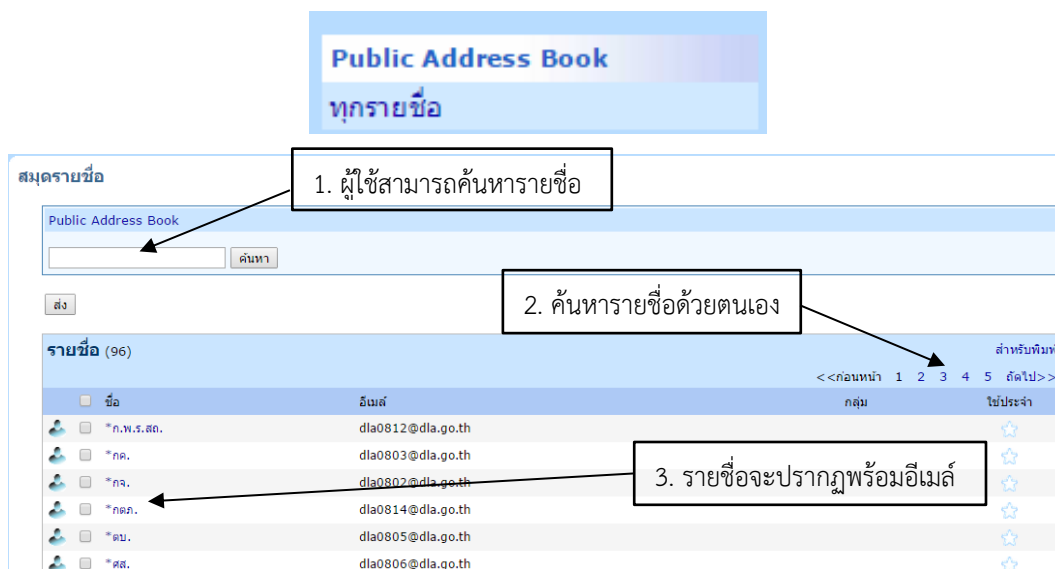 Public Address Book
ทุกรายชื่อ
สมุดรายชื่อ
1. ผู้ใช้สามารถค้นหารายชื่อ
Public Address Book
ค้นหา
ส่ง
2. ค้นหารายชื่อด้วยตนเอง
รายชื่อ (96)
สำหรับพิมพ์
<<ก่อนหน้า 1 2 3 4 5 ถัดไป>>
ชื่อ อีเมล์ กลุ่ม ใช้ประจำ
*ก.พ.ร.สถ. dla0812@dla.go.th
*กค. dla0803@dla.go.th
*กจ. dla0802@dla.go.th
3. รายชื่อจะปรากฏพร้อมอีเมล์
*กตภ. dla0814@dla.go.th
*ตบ. dla0805@dla.go.th
*ศส. dla0806@dla.go.th